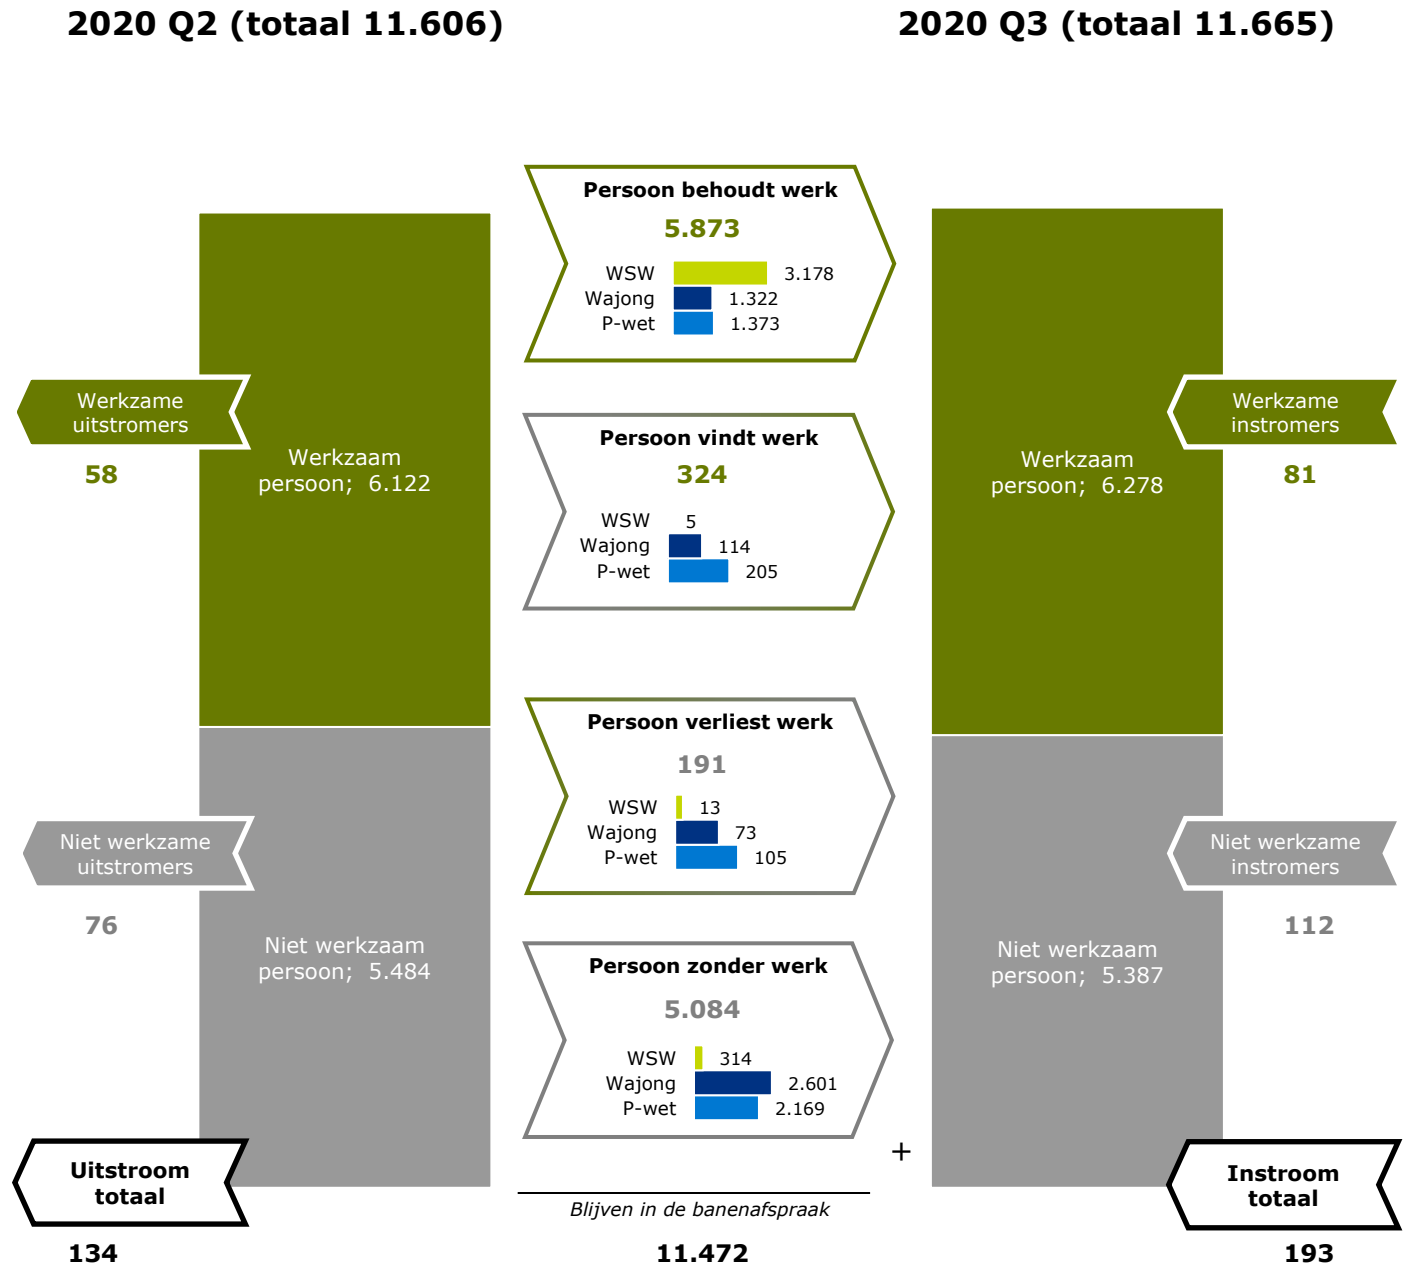 2020 Q2 (totaal 11.606)
2020 Q3 (totaal 11.665)
Werkzame
uitstromers
58
Werkzaam
persoon; 6.122
Niet werkzame
uitstromers
76
Niet werkzaam
persoon; 5.484
Uitstroom
totaal
134
Persoon behoudt werk
5.873
WSW 3.178
Wajong 1.322
P-wet 1.373
Persoon vindt werk
324
WSW 5
Wajong 114
P-wet 205
Persoon verliest werk
191
WSW 13
Wajong 73
P-wet 105
Persoon zonder werk
5.084
WSW 314
Wajong 2.601
P-wet 2.169
+
Blijven in de banenafspraak
11.472
Werkzaam
persoon; 6.278
Werkzame
instromers
81
Niet werkzame
instromers
112
Niet werkzaam
persoon; 5.387
Instroom
totaal
193